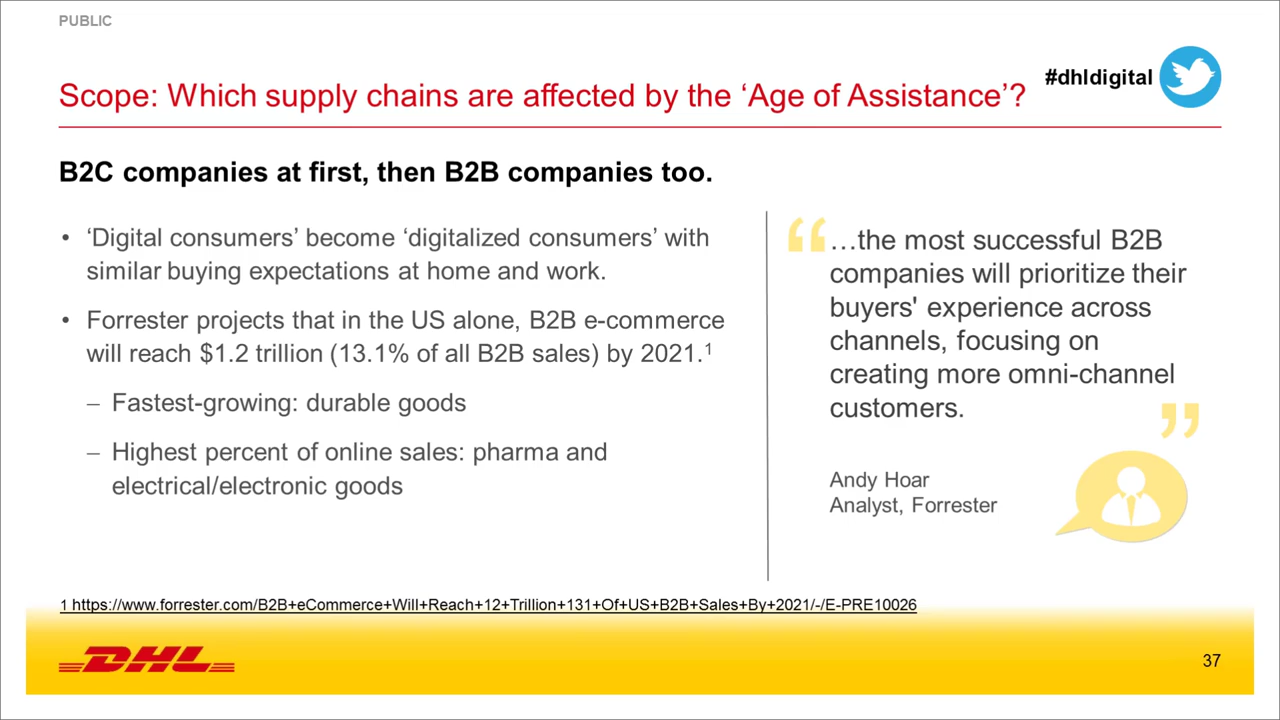 PUBLIC
#dhldigital
Scope: Which supply chains are affected by the ‘Age of Assistance’?
B2C companies at first, then B2B companies too.
• ‘Digital consumers’ become ‘digitalized consumers’ with
similar buying expectations at home and work.
• Forrester projects that in the US alone, B2B e-commerce
will reach $1.2 trillion (13.1% of all B2B sales) by 2021.¹
– Fastest-growing: durable goods
– Highest percent of online sales: pharma and
electrical/electronic goods
“…the most successful B2B
companies will prioritize their
buyers' experience across
channels, focusing on
creating more omni-channel
customers.”
Andy Hoar
Analyst, Forrester
1 https://www.forrester.com/B2B+eCommerce+Will+Reach+12+Trillion+131+Of+US+B2B+Sales+By+2021/-/E-PRE10026
DHL
37